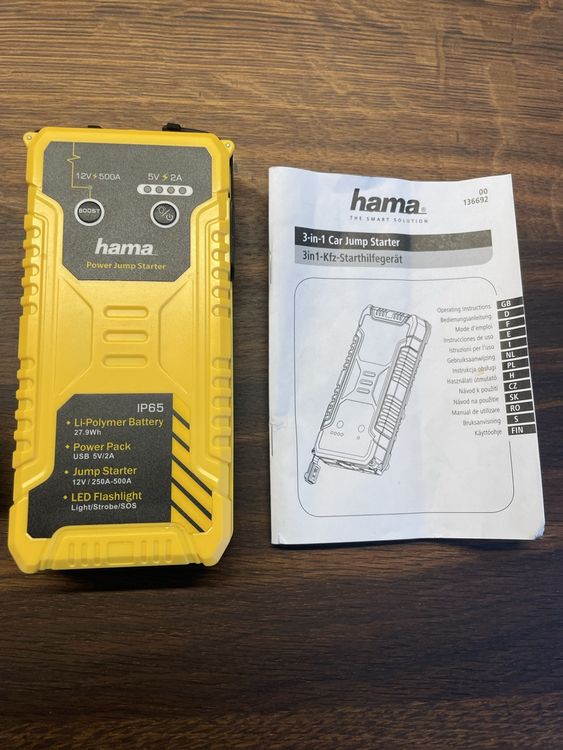 12V⚡500A
5V⚡2A
BOOST
hama
Power Jump Starter
IP65
• Li-Polymer Battery
27.9Wh
• Power Pack
USB 5V/2A
• Jump Starter
12V / 250A-500A
• LED Flashlight
Light/Strobe/SOS
hama®
THE SMART SOLUTION
00
136692
3-in-1 Car Jump Starter
3in1-Kfz-Starthilfegerät
Operating Instructions GB
Bedienungsanleitung D
Mode d'emploi F
Instrucciones de uso E
Istruzioni per l'uso I
Gebruiksaanwijzing NL
Instrukcja obsługi PL
Használati útmutató H
Návod k použití CZ
Návod na použitie SK
Manual de utilizare RO
Bruksanvisning S
Käyttöohje FIN